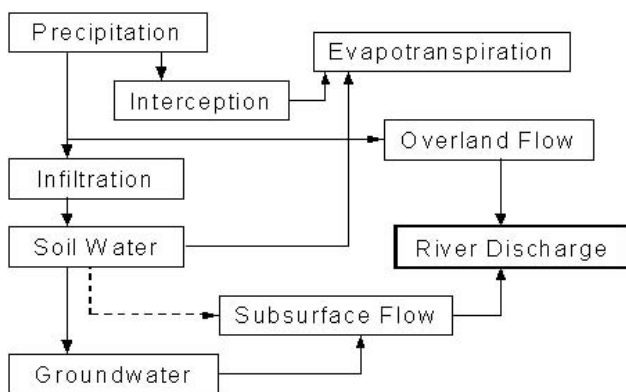 Precipitation
Evapotranspiration
Interception
Overland Flow
Infiltration
Soil Water
River Discharge
Subsurface Flow
Groundwater